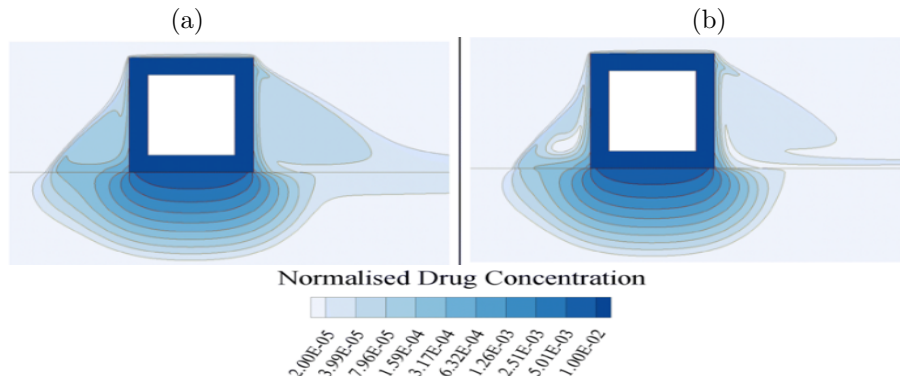 (a)
(b)
Normalised Drug Concentration
2.00E-05
3.99E-05
7.96E-05
1.59E-04
3.17E-04
6.32E-04
1.26E-03
2.51E-03
5.01E-03
1.00E-02